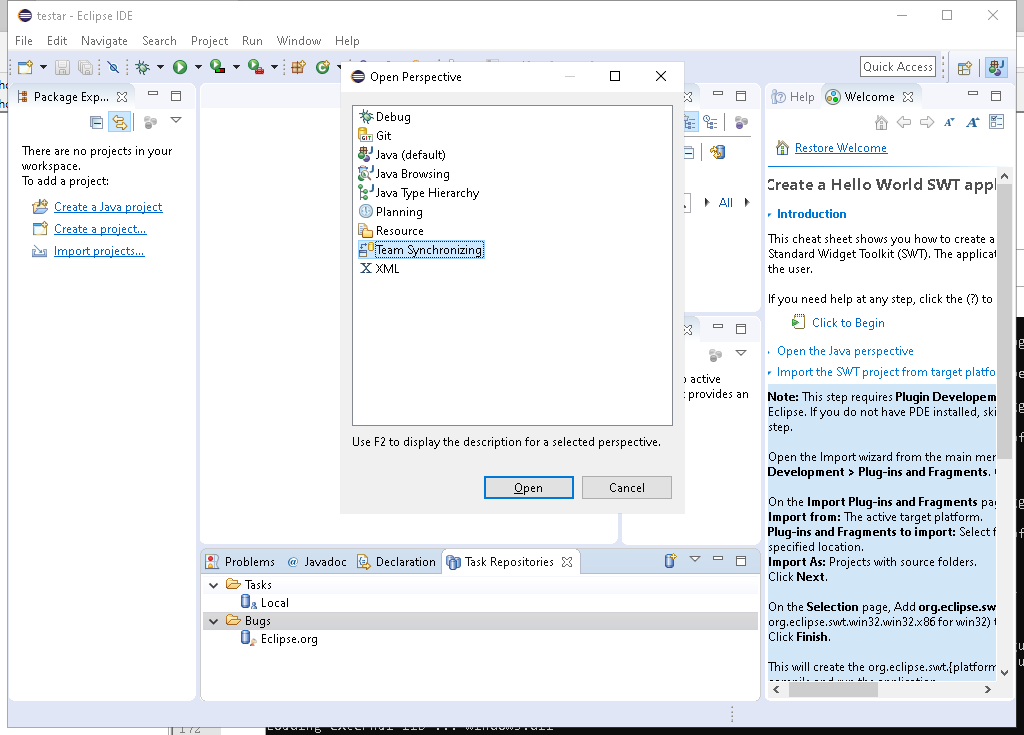 testar - Eclipse IDE
File Edit Navigate Search Project Run Window Help
Quick Access
Package Exp...
There are no projects in your
workspace.
To add a project:
Create a Java project
Create a project...
Import projects...
Open Perspective
Debug
Git
Java (default)
Java Browsing
Java Type Hierarchy
Planning
Resource
Team Synchronizing
XML
Use F2 to display the description for a selected perspective.
Open Cancel
All
active
provides an
Help Welcome
Restore Welcome
Create a Hello World SWT appl
Introduction
This cheat sheet shows you how to create a
Standard Widget Toolkit (SWT). The applicat
the user.
If you need help at any step, click the (?) to
Click to Begin
Open the Java perspective
Import the SWT project from target platfo
Note: This step requires Plugin Developem
Eclipse. If you do not have PDE installed, ski
step.
Open the Import wizard from the main mer
Development > Plug-ins and Fragments.
On the Import Plug-ins and Fragments pag
Import from: The active target platform.
Plug-ins and Fragments to import: Select f
specified location.
Import As: Projects with source folders.
Click Next.
On the Selection page, Add org.eclipse.sw
org.eclipse.swt.win32.win32.x86 for win32) t
Click Finish.
This will create the org.eclipse.swt.{platform
compile and run the application
Problems @ Javadoc Declaration Task Repositories
Tasks
Local
Bugs
Eclipse.org
172
Loading external lib ... windows.dll